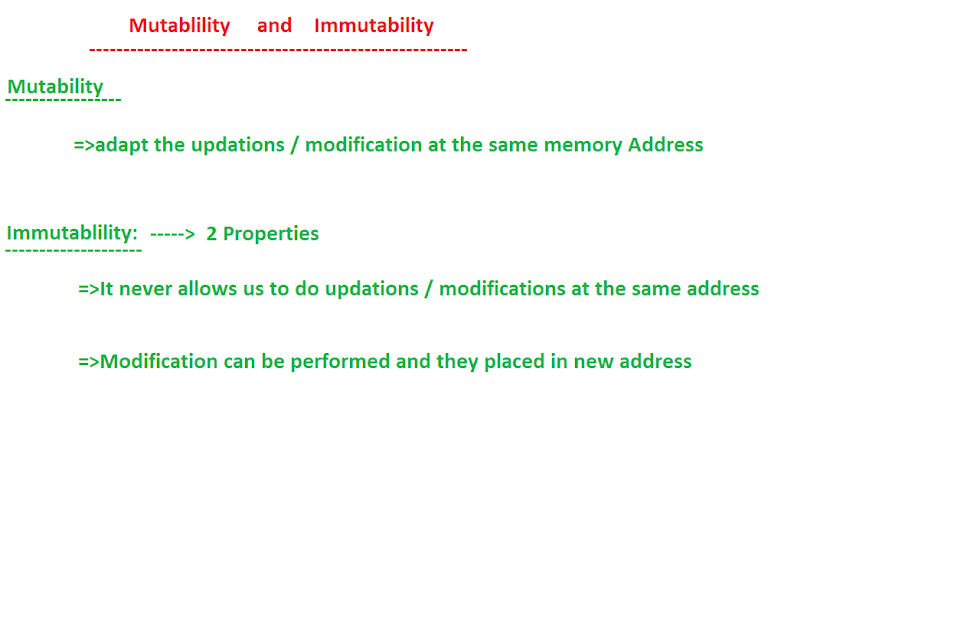 Mutablility and Immutability
-------------------------------------------------------
Mutability
-----------------
=>adapt the updations / modification at the same memory Address
Immutablility: -----> 2 Properties
--------------------
=>It never allows us to do updations / modifications at the same address
=>Modification can be performed and they placed in new address